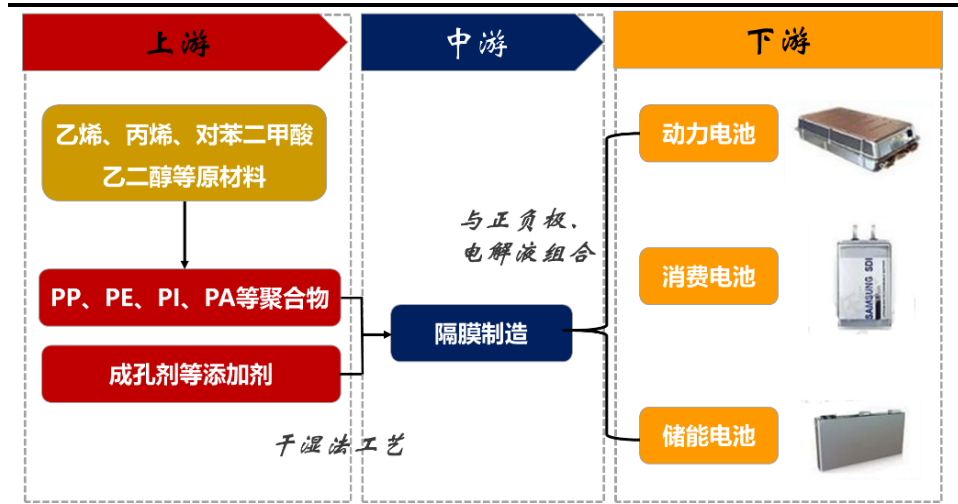 上游
中游
下游
乙烯、丙烯、对苯二甲酸
乙二醇等原材料
动力电池
与正负极.
电解液组合
消费电池
SAMSUNG SDI
PP、PE、PI、PA等聚合物
隔膜制造
成孔剂等添加剂
干湿法工艺
储能电池